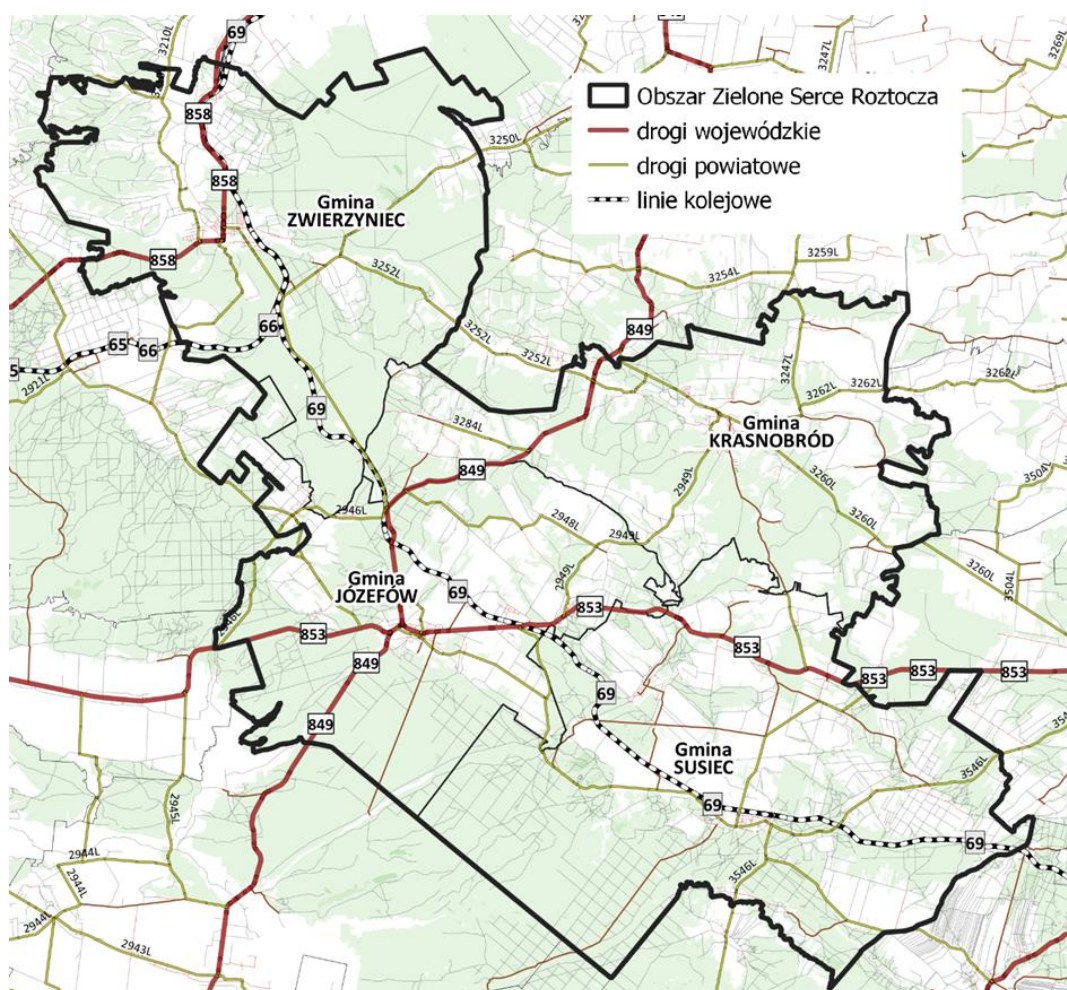 69
3210L
3247L
3269L
Obszar Zielone Serce Roztocza
drogi wojewódzkie
drogi powiatowe
linie kolejowe
858
3250L
858
Gmina
ZWIERZYNIEC
858
3252L
3254L
3259L
3252L
849
3252L
66
65
66
2921L
3247L
3262L
3262L
3262L
69
Gmina
KRASNOBRÓD
3284L
849
2949L
3260L
3504L
2946L
2948L
2949L
3260L
3260L
3504L
Gmina
JÓZEFÓW
69
2949L
853
853
853
849
853
853
853
69
849
Gmina
SUSIEC
3546L
69
69
2945L
2944L
2944L
2944L
3546L
2943L